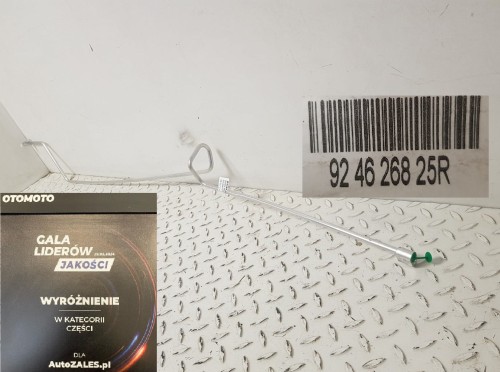 92 46 268 25R
OTOMOTO
GALA
LIDERÓW
JAKOŚCI
WYRÓŻNIENIE
W KATEGORII
CZĘŚCI
DLA
AutoZALES.pl